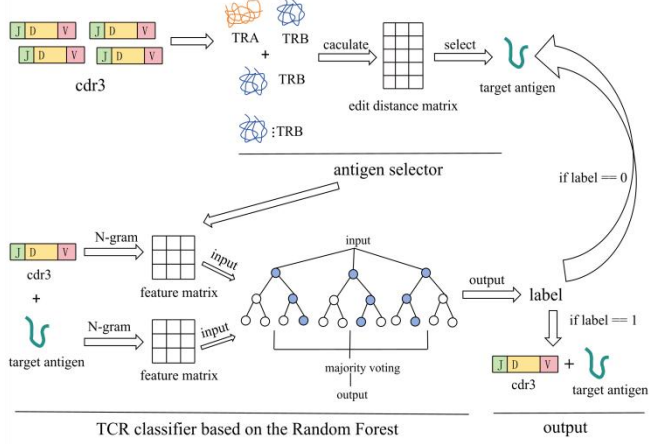 J D V J D V
J D V J D V
cdr3
TRA TRB
+
TRB
⋮TRB
caculate
edit distance matrix
select
target antigen
antigen selector
if label == 0
J D V
cdr3
+
target antigen
N-gram
feature matrix
input
N-gram
feature matrix
input
input
majority voting
output
output
label
if label == 1
J D V + 
cdr3
target antigen
TCR classifier based on the Random Forest
output